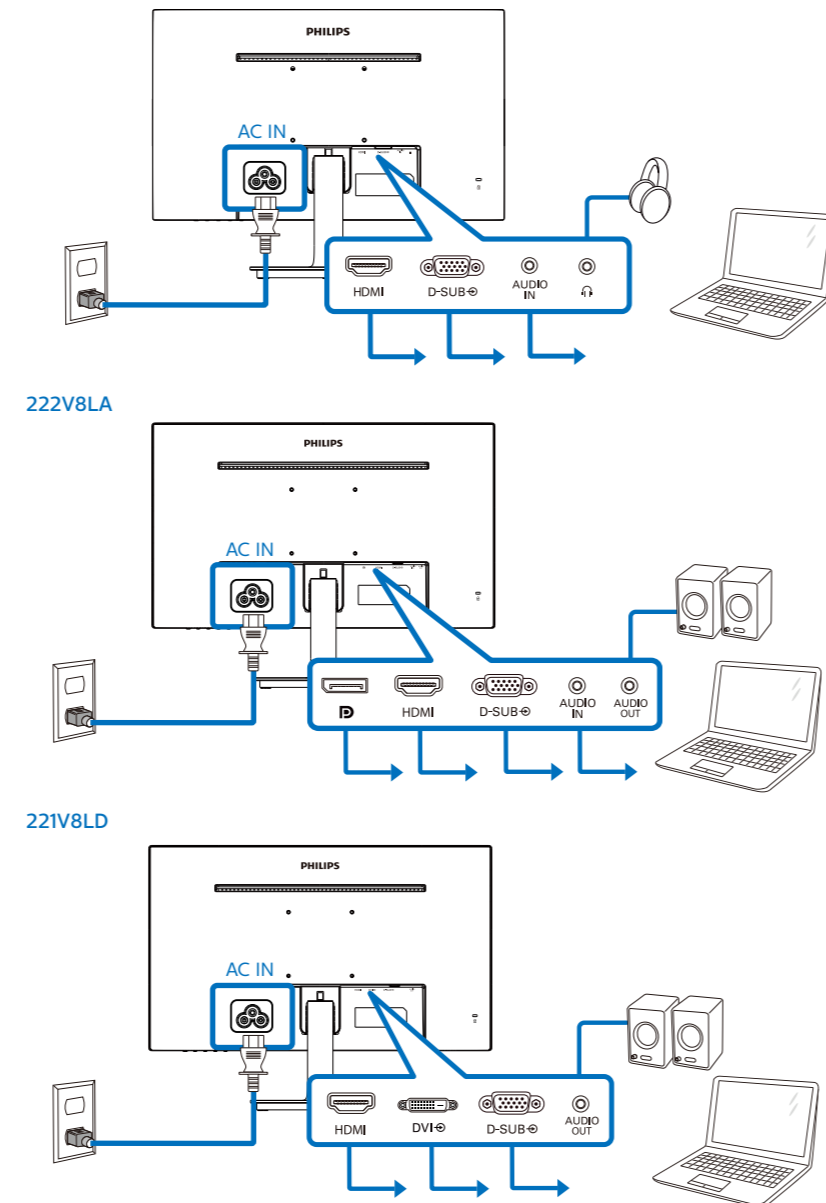 PHILIPS
AC IN
HDMI
D-SUB
AUDIO
IN
222V8LA
PHILIPS
AC IN
HDMI
D-SUB
AUDIO
IN
AUDIO
OUT
221V8LD
PHILIPS
AC IN
HDMI
DVI
D-SUB
AUDIO
OUT